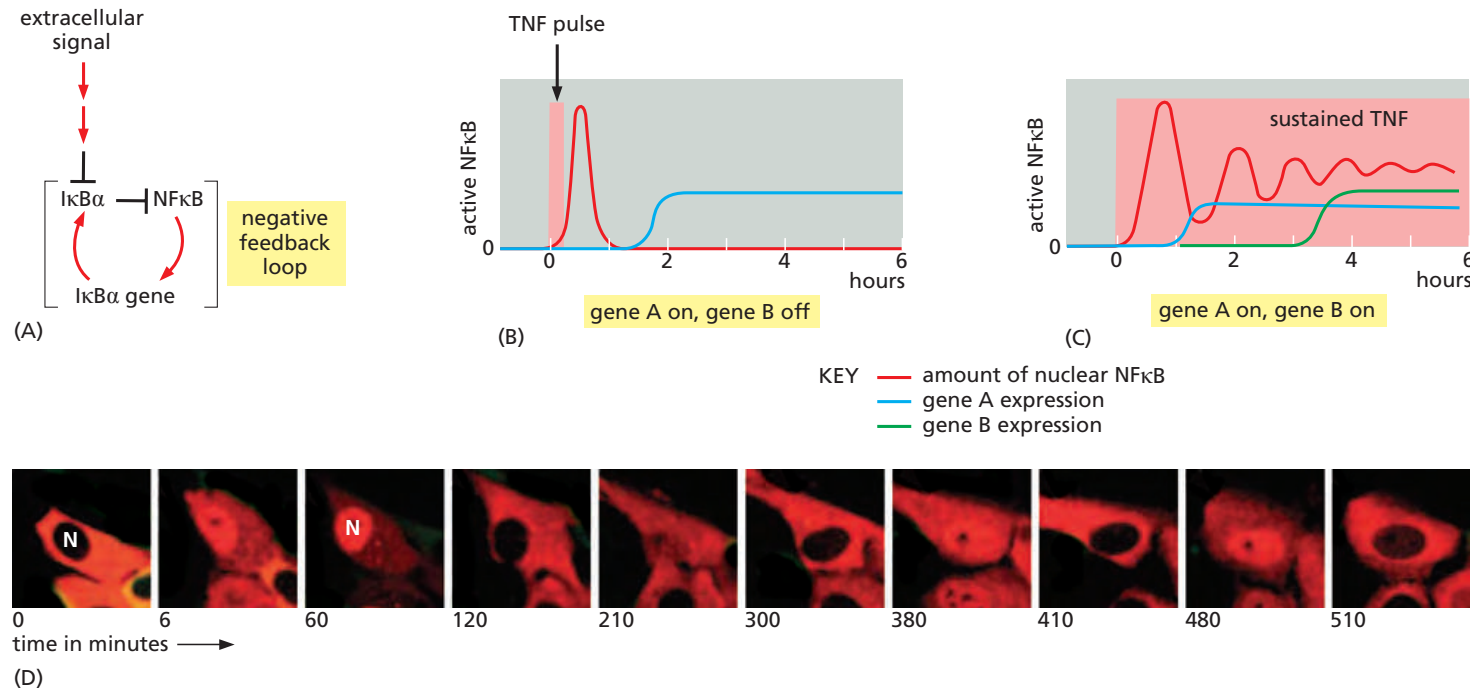 extracellular
signal
IκBα
NFκB
IκBα gene
negative
feedback
loop
(A)
TNF pulse
active NFκB
0
0 2 4 6
hours
gene A on, gene B off
(B)
sustained TNF
active NFκB
0
0 2 4 6
hours
gene A on, gene B on
(C)
KEY
amount of nuclear NFκB
gene A expression
gene B expression
N
N
0 6 60 120 210 300 380 410 480 510
time in minutes
(D)